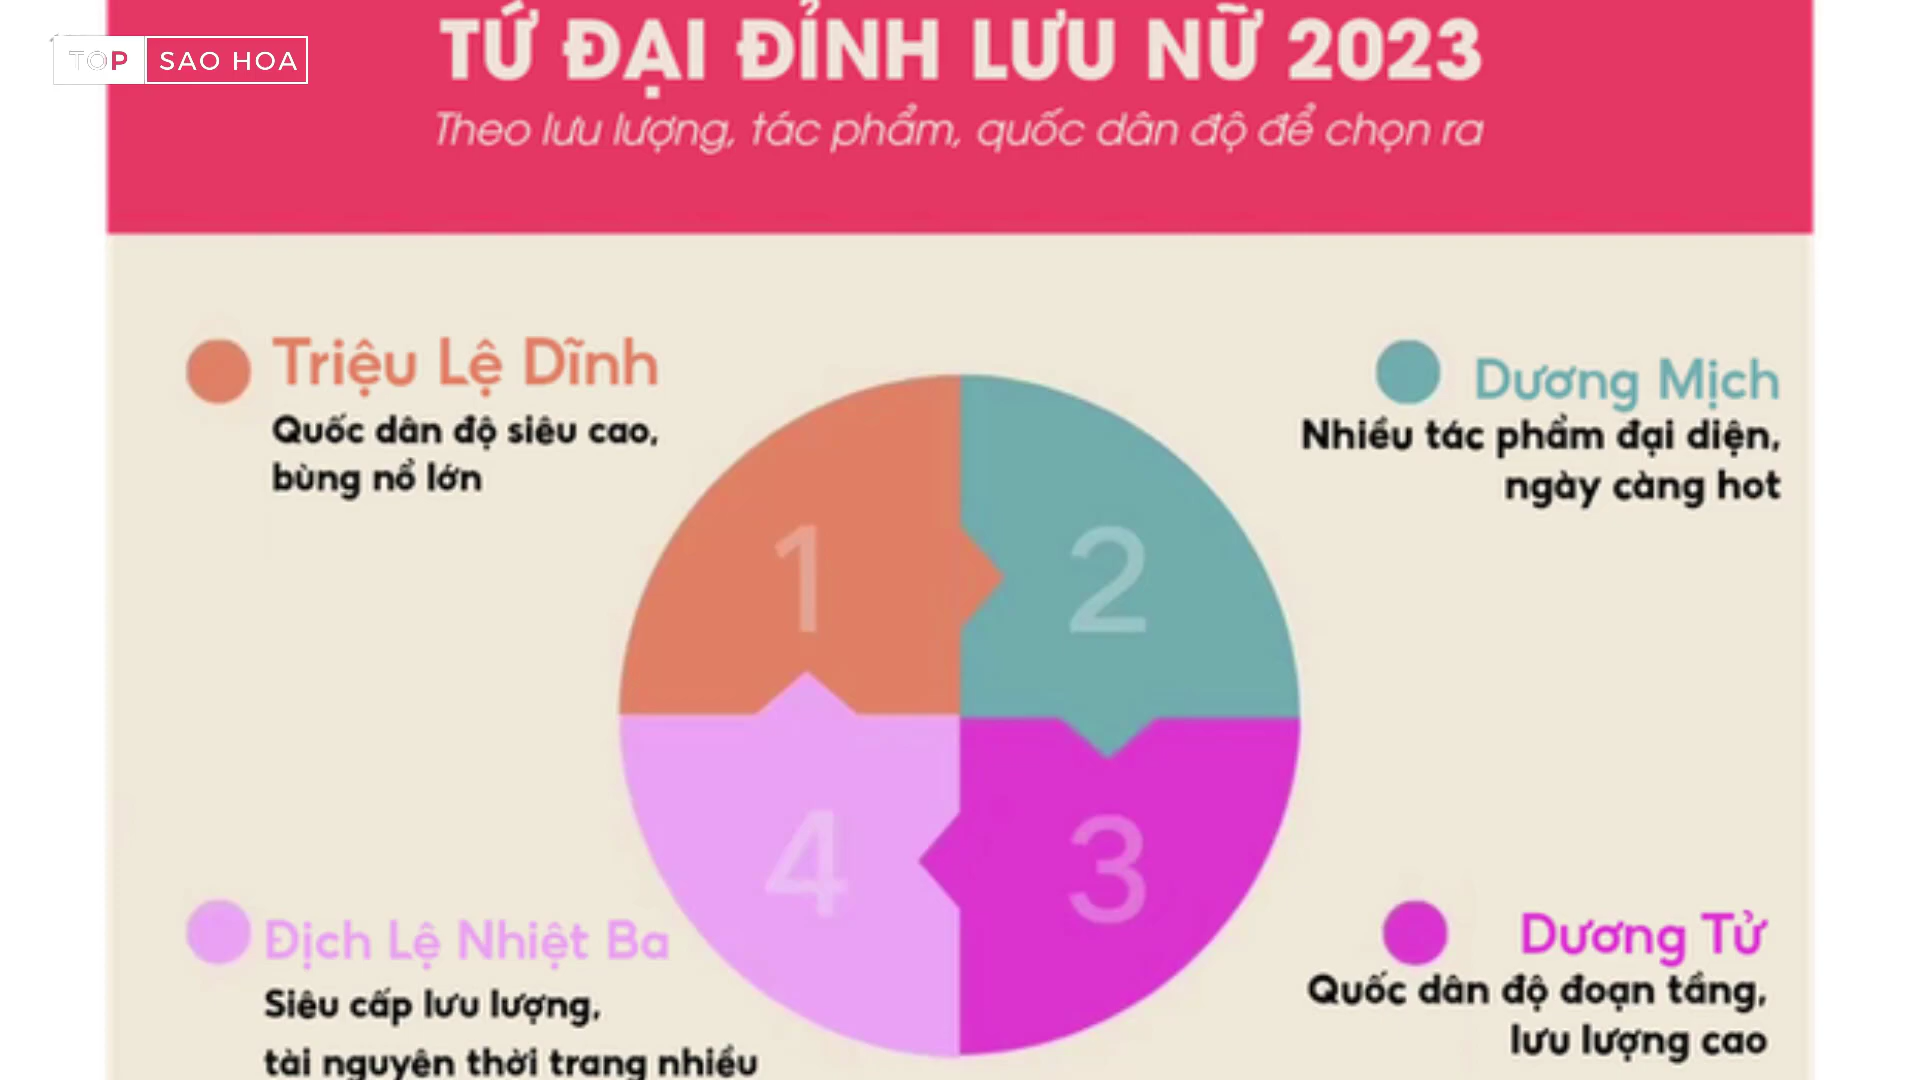 TỨ ĐẠI ĐỈNH LƯU NỮ 2023
TOP SAO HOA
Theo lưu lượng, tác phẩm, quốc dân độ để chọn ra
Triệu Lệ Dĩnh
Quốc dân độ siêu cao,
bùng nổ lớn
Dương Mịch
Nhiều tác phẩm đại diện,
ngày càng hot
1
2
4
3
Địch Lệ Nhiệt Ba
Siêu cấp lưu lượng,
tài nguyên thời trang nhiều
Dương Tử
Quốc dân độ đoạn tầng,
lưu lượng cao